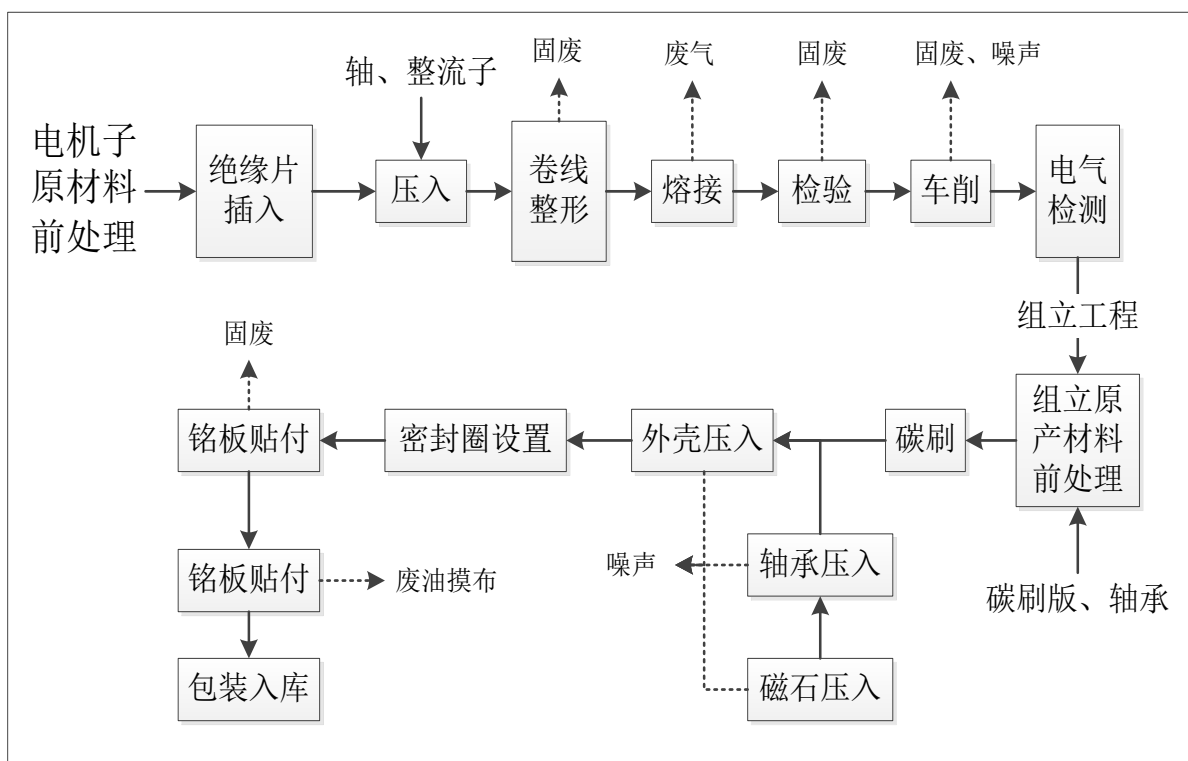 固废
废气
固废
固废、噪声
轴、整流子
电机子
原材料
前处理
绝缘片
插入
压入
卷线
整形
熔接
检验
车削
电气
检测
组立工程
固废
铭板贴付
密封圈设置
外壳压入
碳刷
组立原
产材料
前处理
噪声
轴承压入
铭板贴付
废油摸布
碳刷版、轴承
包装入库
磁石压入